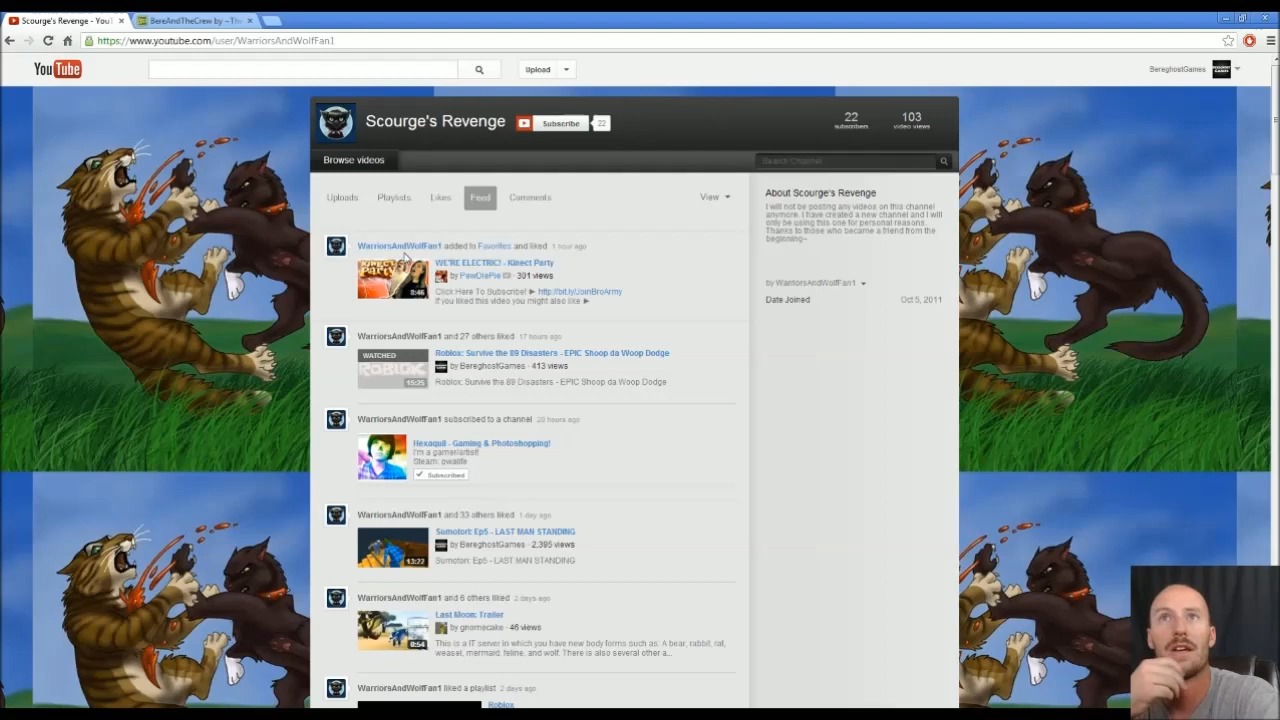 Scourge's Revenge - YouT
BereAndTheCrew by ~The
https://www.youtube.com/user/WarriorsAndWolfFan1
YouTube
Upload
BereghostGames
Scourge's Revenge
Subscribe
22
22
subscribers
103
video views
Browse videos
Search Channel
Uploads
Playlists
Likes
Feed
Comments
View
WarriorsAndWolfFan1 added to Favorites and liked 1 hour ago
WE'RE ELECTRIC! - Kinect Party
by PewDiePie · 301 views
8:46
Click Here To Subscribe! ► http://bit.ly/JoinBroArmy
If you liked this video you might also like ►
WarriorsAndWolfFan1 and 27 others liked 17 hours ago
WATCHED
ROBLOX
15:25
Roblox: Survive the 89 Disasters - EPIC Shoop da Woop Dodge
by BereghostGames · 413 views
Roblox: Survive the 89 Disasters - EPIC Shoop da Woop Dodge
WarriorsAndWolfFan1 subscribed to a channel 20 hours ago
Hexaquil - Gaming & Photoshopping!
I'm a gamer/artist!
Steam: gwalife
Subscribed
WarriorsAndWolfFan1 and 33 others liked 1 day ago
Sumotori: Ep5 - LAST MAN STANDING
by BereghostGames · 2,395 views
13:22
Sumotori: Ep5 - LAST MAN STANDING
WarriorsAndWolfFan1 and 6 others liked 2 days ago
Last Moon: Trailer
by gnomecake · 46 views
0:54
This is a IT server in which you have new body forms such as: A bear, rabbit, rat,
weasel, mermaid, feline, and wolf. There is also several other a...
WarriorsAndWolfFan1 liked a playlist 2 days ago
Roblox
About Scourge's Revenge
I will not be posting any videos on this channel
anymore. I have created a new channel and I will
only be using this one for personal reasons.
Thanks to those who became a friend from the
beginning~
by WarriorsAndWolfFan1
Date Joined
Oct 5, 2011